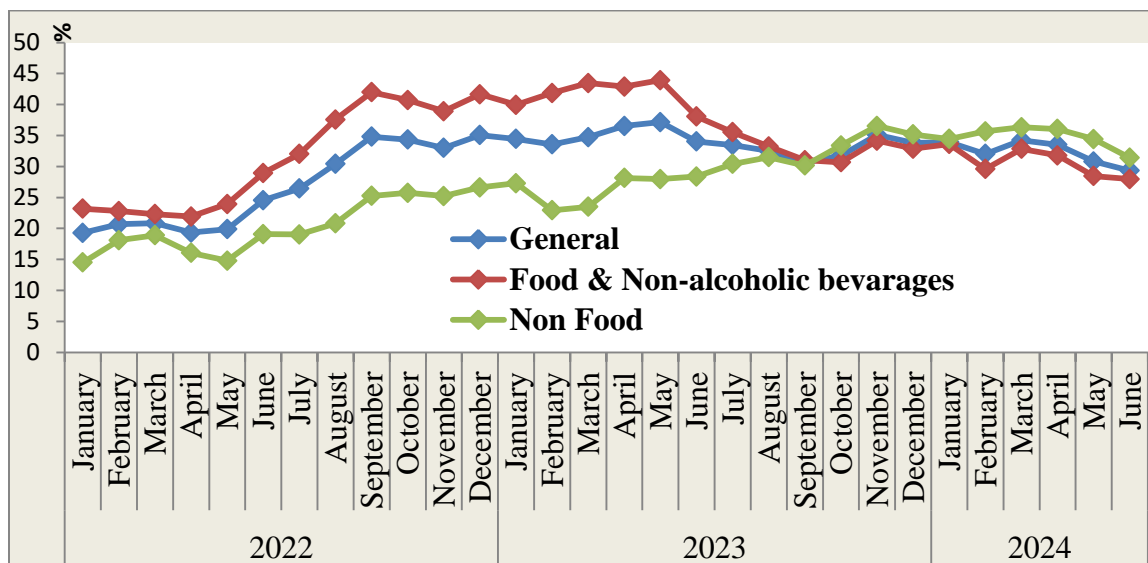 %
50
45
40
35
30
25
20
15
10
5
0
General
Food & Non-alcoholic bevarages
Non Food
January
February
March
April
May
June
July
August
September
October
November
December
January
February
March
April
May
June
July
August
September
October
November
December
January
February
March
April
May
June
2022
2023
2024